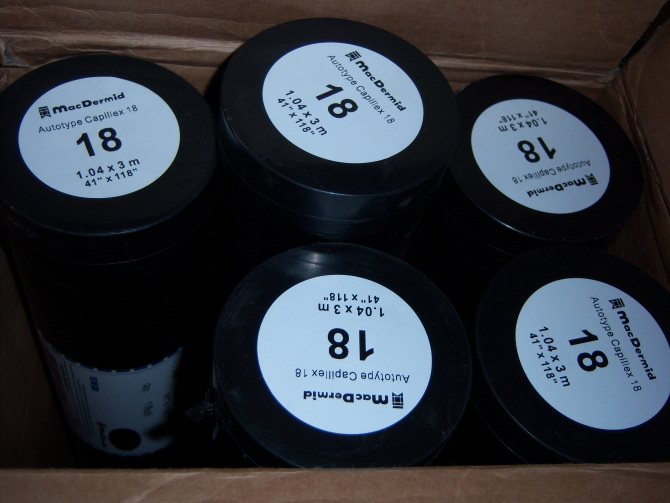 MacDermid
Autotype Capillex 18
18
1.04 x 3 m
41" x 118"
MacDermid
Autotype Capillex 18
18
1.04 x 3 m
41" x 118"
MacDermid
Autotype Capillex 18
18
1.04 x 3 m
41" x 118"
MacDermid
Autotype Capillex 18
18
1.04 x 3 m
41" x 118"
MacDermid
Autotype Capillex 18
18
1.04 x 3 m
41" x 118"